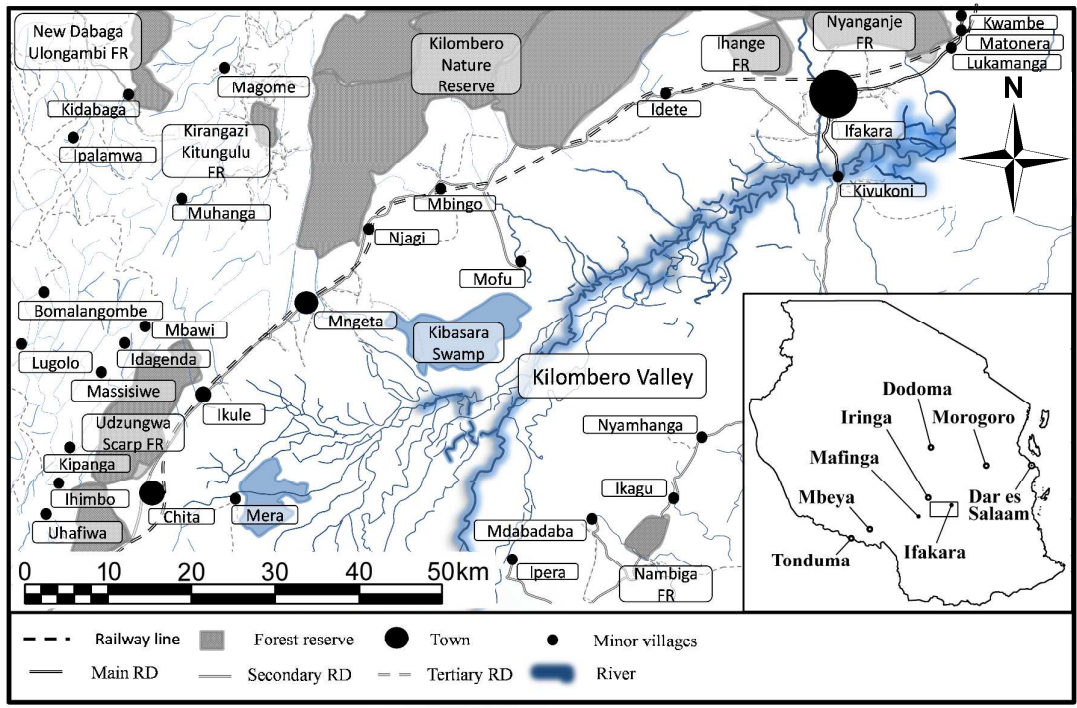 New Dabaga
Ulongambi FR
Kilombero
Nature
Reserve
Ihange
FR
Nyanganje
FR
Kwambe
Matonera
Lukamanga
Magome
Kidabaga
Kirangazi
Kitungulu
FR
Ipalamwa
Muhanga
Idete
Ifakara
N
Kivukoni
Mbingo
Njagi
Mofu
Bomalangombe
Mbawi
Mngeta
Kibasara
Swamp
Lugolo
Idagenda
Massisiwe
Kilombero Valley
Udzungwa
Scarp FR
Ikule
Nyamhanga
Kipanga
Ihimbo
Uhafiwa
Chita
Mera
Ikagu
Mdabadaba
Ipera
Nambiga
FR
Dodoma
Iringa
Morogoro
Mafinga
Mbeya
Dar es
Salaam
Tonduma
Ifakara
0 10 20 30 40 50km
Railway line
Forest reserve
Town
Minor villages
Main RD
Secondary RD
Tertiary RD
River